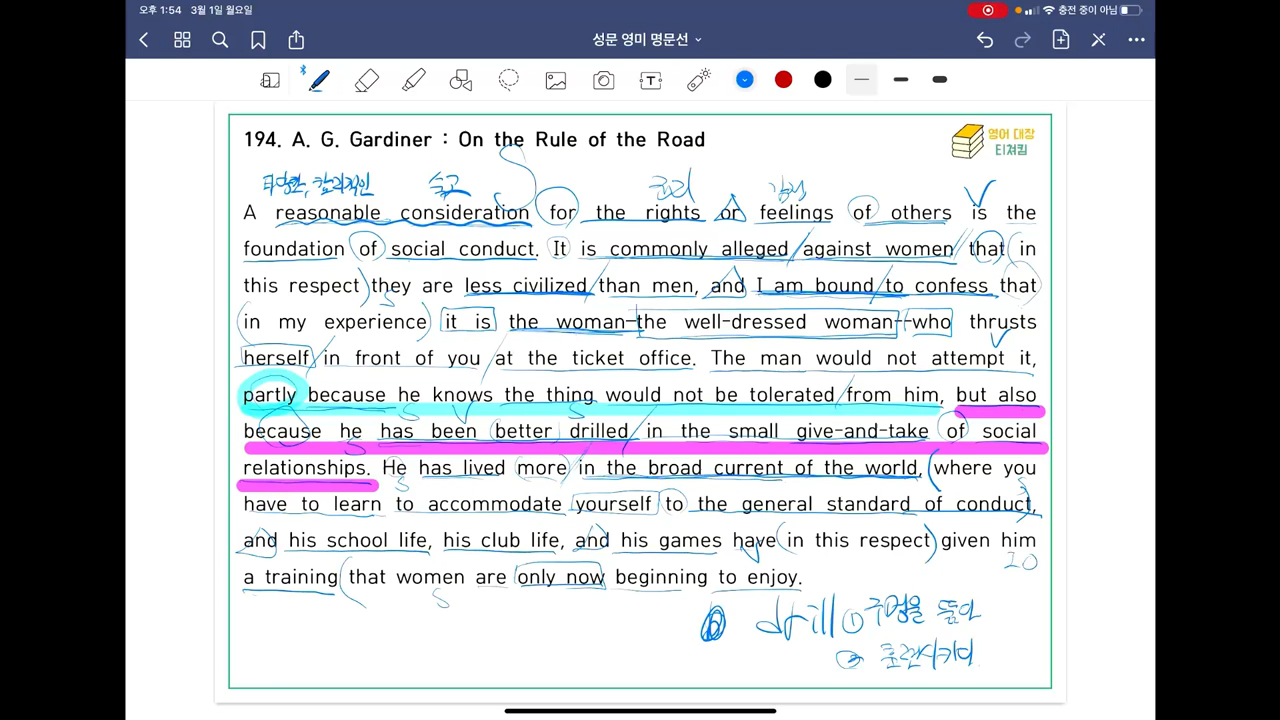 오후 1:54 3월 1일 월요일
충전 중이 아님
성문 영미 명문선
194. A. G. Gardiner : On the Rule of the Road
영어 대장
티쳐킴
타당한, 합리적인 숙고 권리 감정
A reasonable consideration for the rights or feelings of others is the
foundation of social conduct. It is commonly alleged against women that in
this respect they are less civilized than men, and I am bound to confess that
S
in my experience it is the woman-the well-dressed woman--who thrusts
herself in front of you at the ticket office. The man would not attempt it,
partly because he knows the thing would not be tolerated from him, but also
S S
because he has been better drilled in the small give-and-take of social
S
relationships. He has lived more in the broad current of the world, where you
S S
have to learn to accommodate yourself to the general standard of conduct,
and his school life, his club life, and his games have in this respect given him
IO
a training that women are only now beginning to enjoy.
S
drill ① 구멍을 뚫다
② 훈련시키다